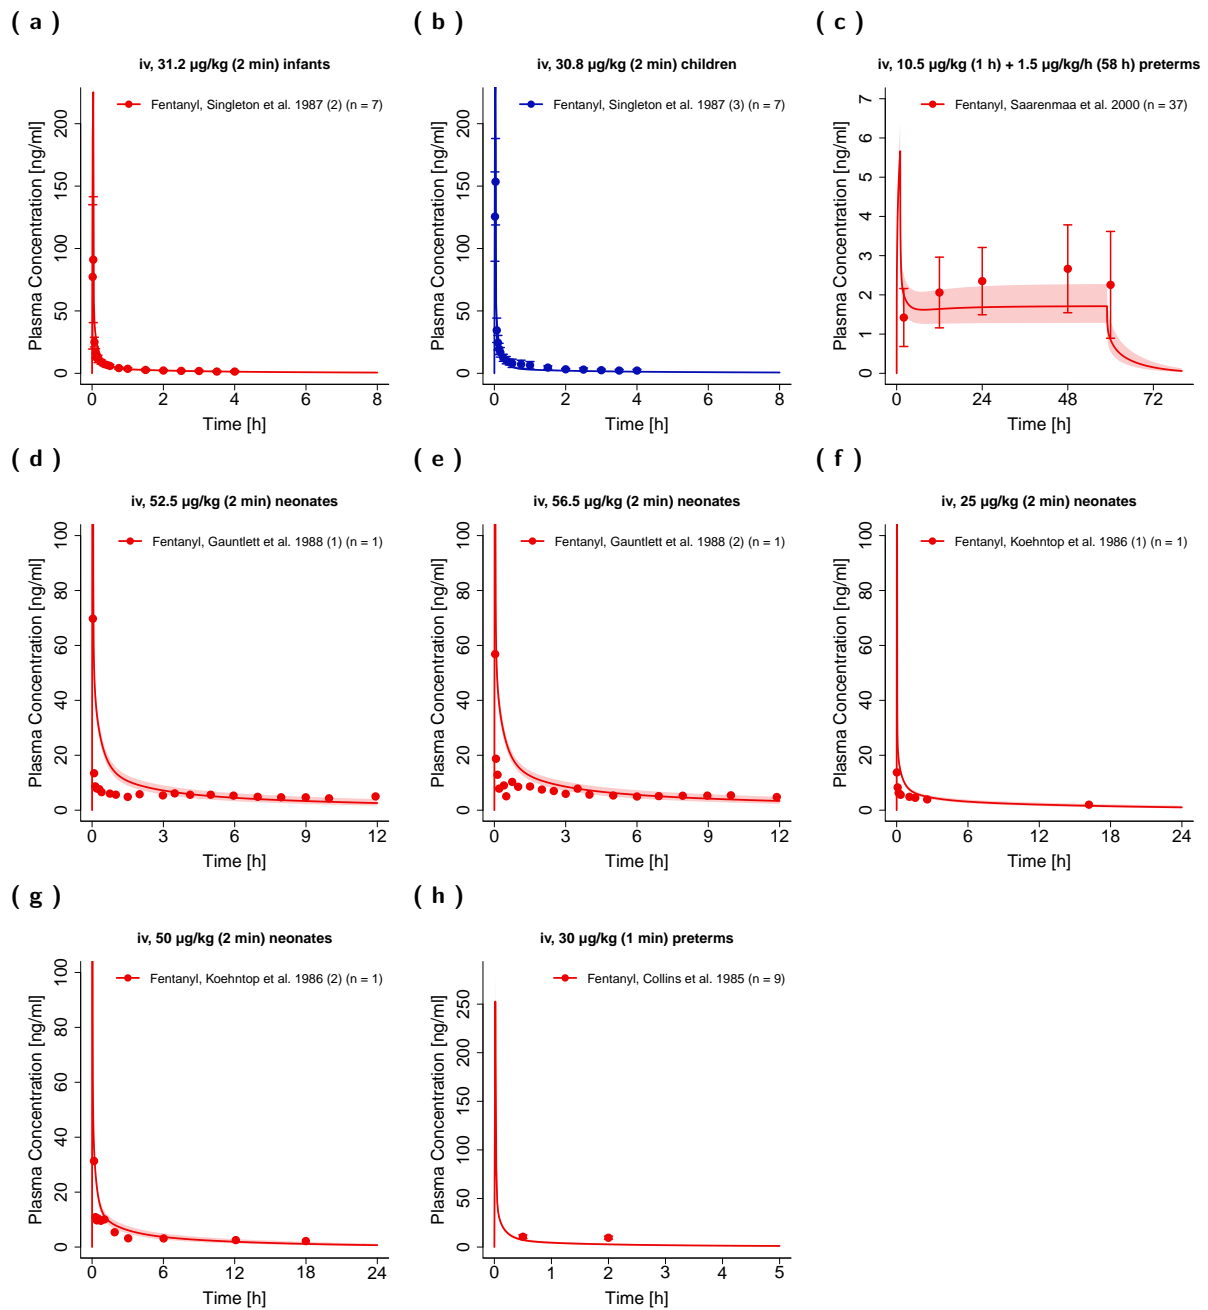 ( a )
iv, 31.2 µg/kg (2 min) infants
Fentanyl, Singleton et al. 1987 (2) (n = 7)
Plasma Concentration [ng/ml]
200
150
100
50
0
0 2 4 6 8
Time [h]
( b )
iv, 30.8 µg/kg (2 min) children
Fentanyl, Singleton et al. 1987 (3) (n = 7)
Plasma Concentration [ng/ml]
200
150
100
50
0
0 2 4 6 8
Time [h]
( c )
iv, 10.5 µg/kg (1 h) + 1.5 µg/kg/h (58 h) preterms
Fentanyl, Saarenmaa et al. 2000 (n = 37)
Plasma Concentration [ng/ml]
7
6
5
4
3
2
1
0
0 24 48 72
Time [h]
( d )
iv, 52.5 µg/kg (2 min) neonates
Fentanyl, Gauntlett et al. 1988 (1) (n = 1)
Plasma Concentration [ng/ml]
100
80
60
40
20
0
0 3 6 9 12
Time [h]
( e )
iv, 56.5 µg/kg (2 min) neonates
Fentanyl, Gauntlett et al. 1988 (2) (n = 1)
Plasma Concentration [ng/ml]
100
80
60
40
20
0
0 3 6 9 12
Time [h]
( f )
iv, 25 µg/kg (2 min) neonates
Fentanyl, Koehntop et al. 1986 (1) (n = 1)
Plasma Concentration [ng/ml]
100
80
60
40
20
0
0 6 12 18 24
Time [h]
( g )
iv, 50 µg/kg (2 min) neonates
Fentanyl, Koehntop et al. 1986 (2) (n = 1)
Plasma Concentration [ng/ml]
100
80
60
40
20
0
0 6 12 18 24
Time [h]
( h )
iv, 30 µg/kg (1 min) preterms
Fentanyl, Collins et al. 1985 (n = 9)
Plasma Concentration [ng/ml]
250
200
150
100
50
0
0 1 2 3 4 5
Time [h]